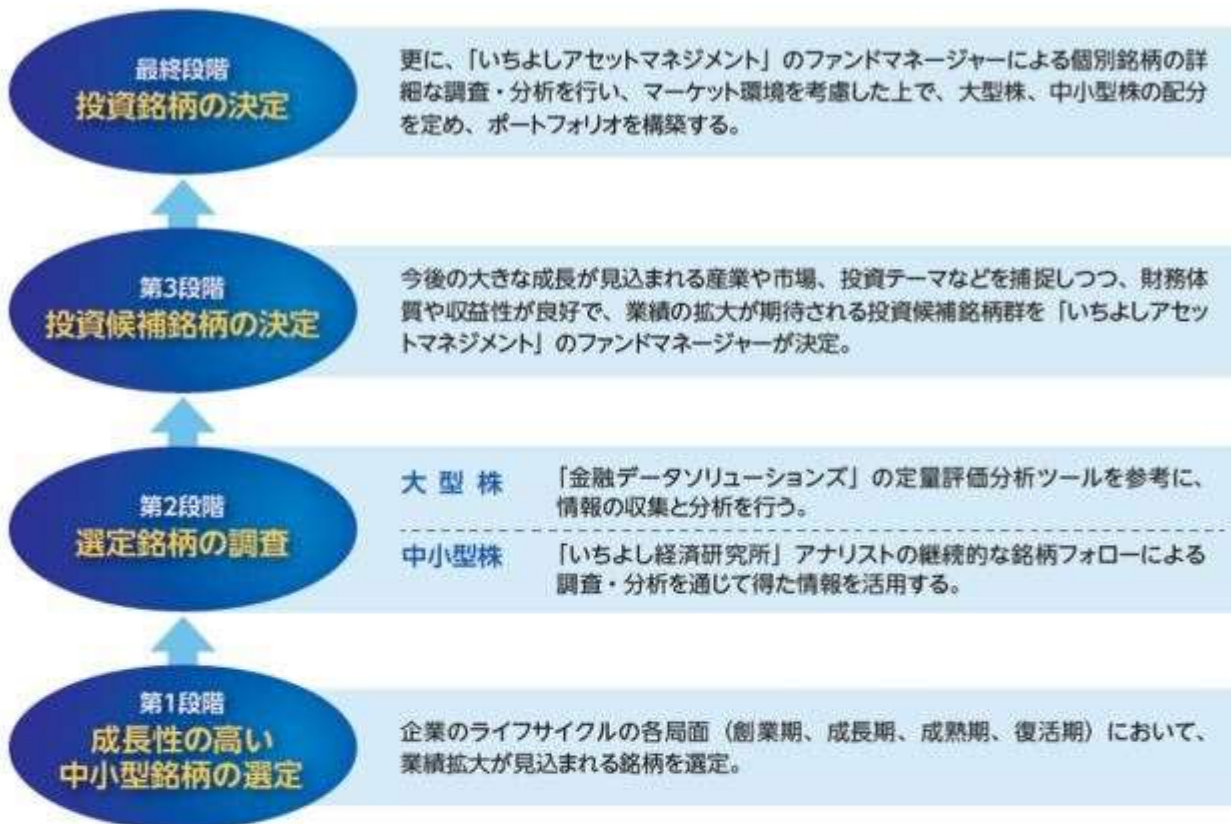 最終段階
投資銘柄の決定
更に、「いちよしアセットマネジメント」のファンドマネージャーによる個別銘柄の詳
細な調査・分析を行い、マーケット環境を考慮した上で、大型株、中小型株の配分
を定め、ポートフォリオを構築する。
第3段階
投資候補銘柄の決定
今後の大きな成長が見込まれる産業や市場、投資テーマなどを捕捉しつつ、財務体
質や収益性が良好で、業績の拡大が期待される投資候補銘柄群を「いちよしアセッ
トマネジメント」のファンドマネージャーが決定。
第2段階
選定銘柄の調査
大型株 「金融データソリューションズ」の定量評価分析ツールを参考に、
情報の収集と分析を行う。
中小型株 「いちよし経済研究所」アナリストの継続的な銘柄フォローによる
調査・分析を通じて得た情報を活用する。
第1段階
成長性の高い
中小型銘柄の選定
企業のライフサイクルの各局面（創業期、成長期、成熟期、復活期）において、
業績拡大が見込まれる銘柄を選定。